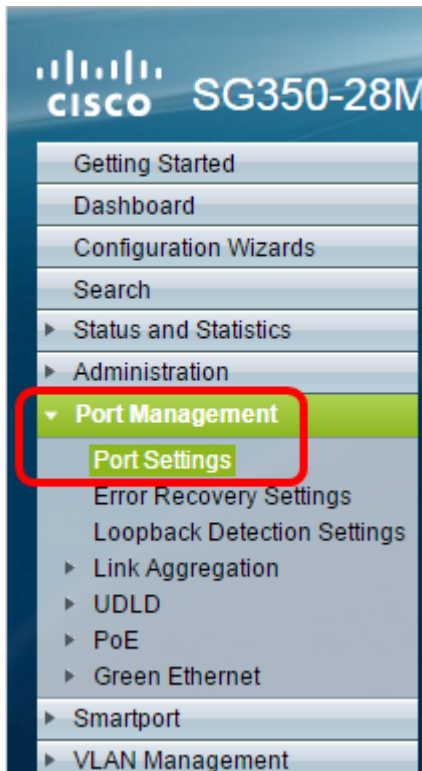 CISCO SG350-28M
Getting Started
Dashboard
Configuration Wizards
Search
Status and Statistics
Administration
Port Management
Port Settings
Error Recovery Settings
Loopback Detection Settings
Link Aggregation
UDLD
PoE
Green Ethernet
Smartport
VLAN Management